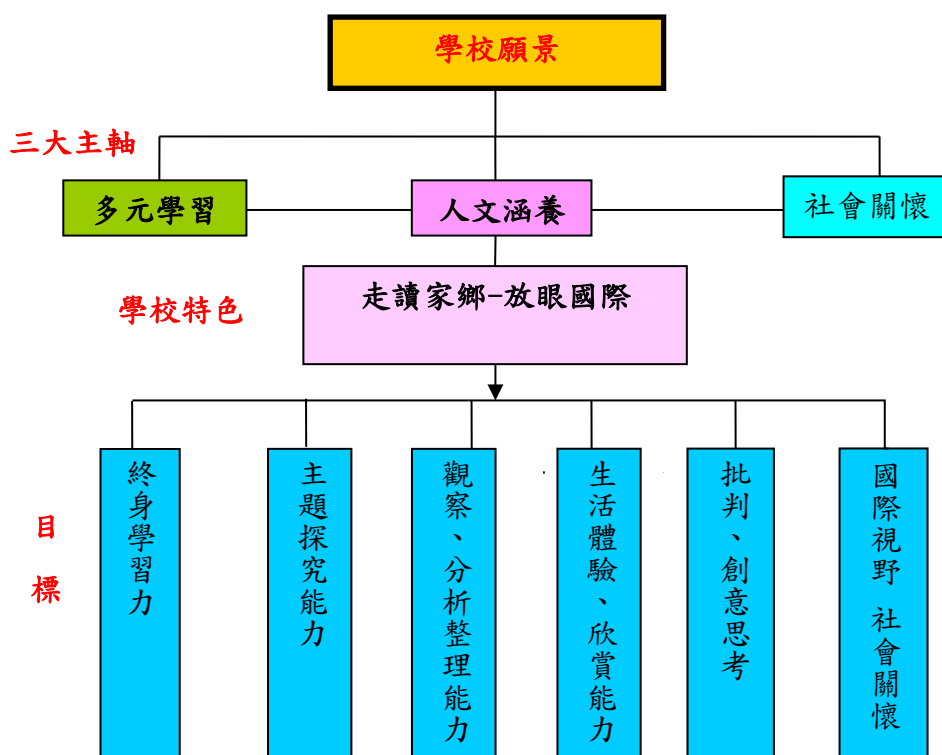 學校願景
三大主軸
多元學習
人文涵養
社會關懷
走讀家鄉-放眼國際
學校特色
目標
終身學習力
主題探究能力
觀察、分析整理能力
生活體驗、欣賞能力
批判、創意思考
國際視野 社會關懷